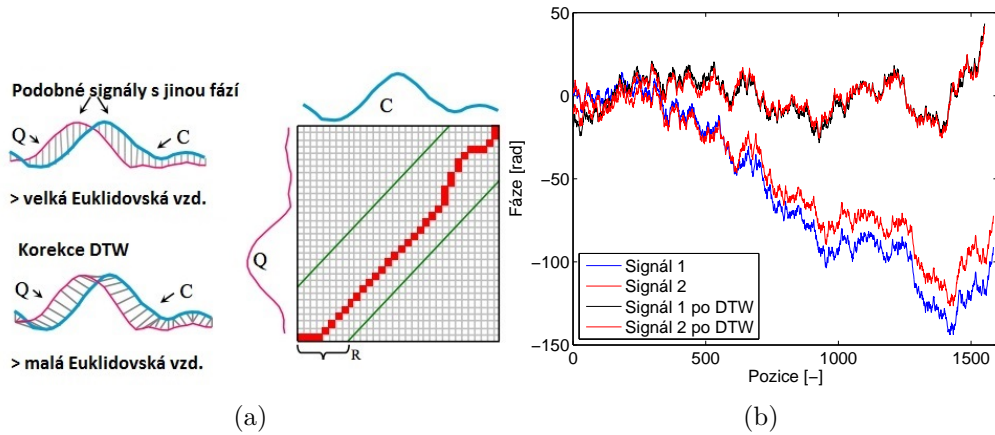 Podobné signály s jinou fází
Q
C
> velká Euklidovská vzd.
Korekce DTW
Q
C
> malá Euklidovská vzd.
C
Q
R
(a)
50
0
−50
−100
−150
Fáze [rad]
Signál 1
Signál 2
Signál 1 po DTW
Signál 2 po DTW
0 500 1000 1500
Pozice [−]
(b)